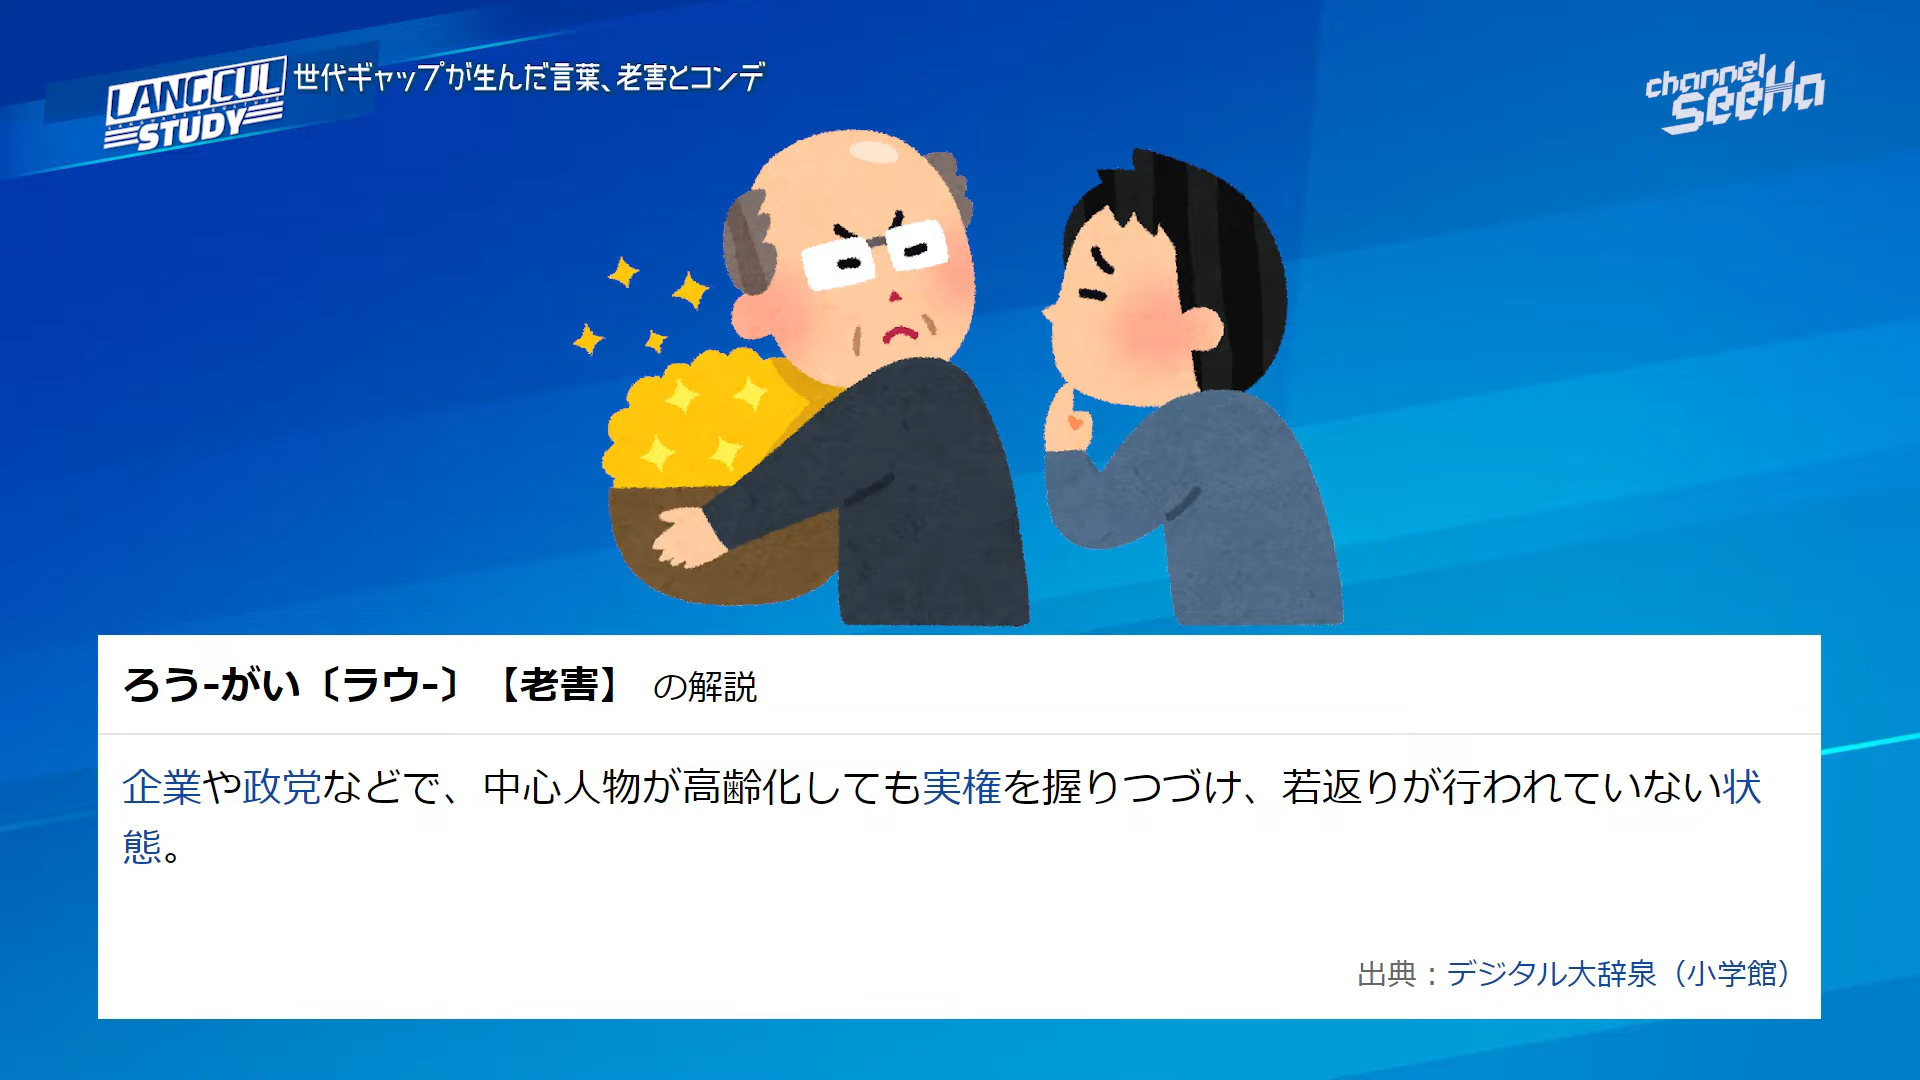 LANGCUL
STUDY
世代ギャップが生んだ言葉、老害とコンデ
channel
seeHa
ろう-がい〔ラウ-〕【老害】 の解説
企業や政党などで、中心人物が高齢化しても実権を握りつづけ、若返りが行われていない状
態。
出典：デジタル大辞泉（小学館）